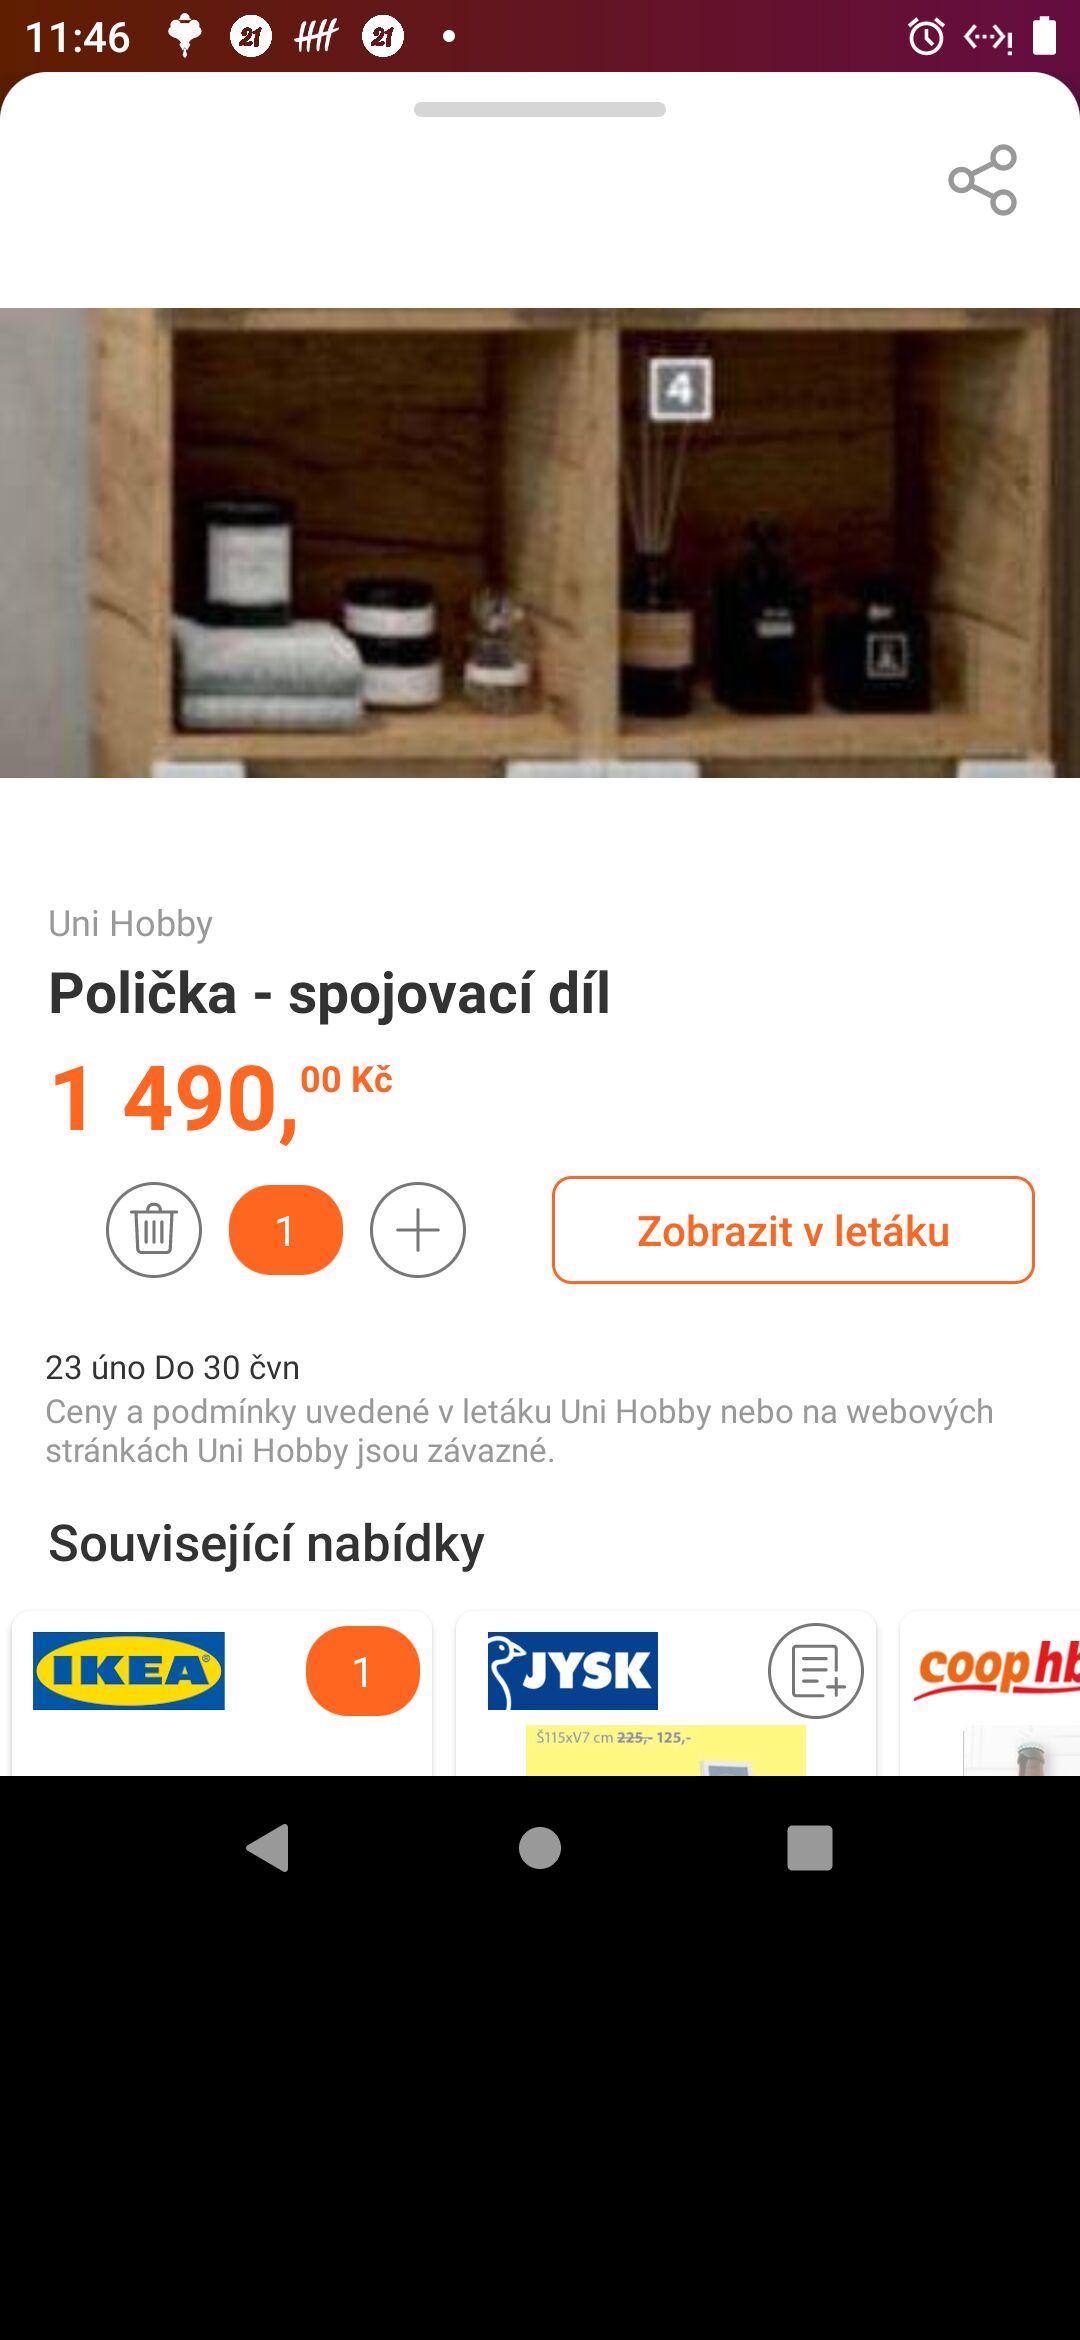 11:46
21
21
4
Uni Hobby
Polička - spojovací díl
1 490,00 Kč
1
Zobrazit v letáku
23 úno Do 30 čvn
Ceny a podmínky uvedené v letáku Uni Hobby nebo na webových
stránkách Uni Hobby jsou závazné.
Související nabídky
IKEA
1
JYSK
coop
Š115xV7 cm 225,- 125,-